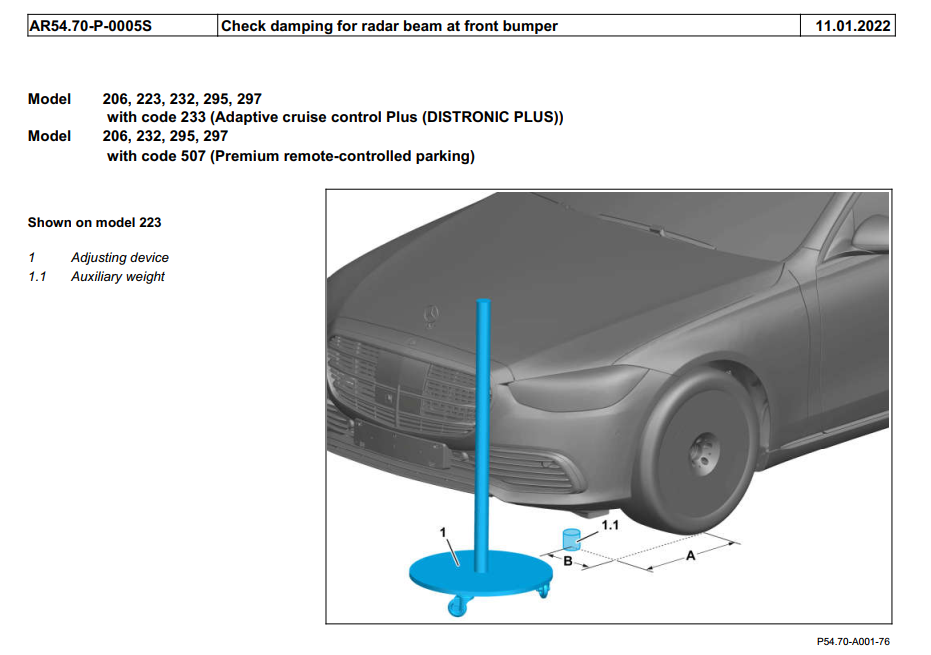 AR54.70-P-0005S Check damping for radar beam at front bumper 11.01.2022
Model 206, 223, 232, 295, 297
with code 233 (Adaptive cruise control Plus (DISTRONIC PLUS))
Model 206, 232, 295, 297
with code 507 (Premium remote-controlled parking)
Shown on model 223
1 Adjusting device
1.1 Auxiliary weight
1
1.1
B
A
P54.70-A001-76